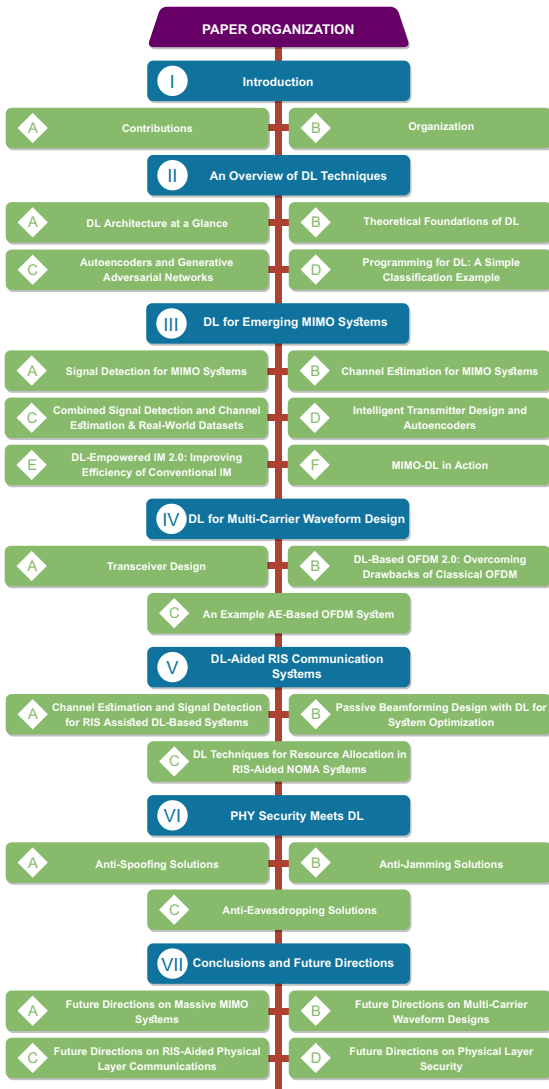 PAPER ORGANIZATION
I
Introduction
A
Contributions
B
Organization
II
An Overview of DL Techniques
A
DL Architecture at a Glance
B
Theoretical Foundations of DL
C
Autoencoders and Generative
Adversarial Networks
D
Programming for DL: A Simple
Classification Example
III
DL for Emerging MIMO Systems
A
Signal Detection for MIMO Systems
B
Channel Estimation for MIMO Systems
C
Combined Signal Detection and Channel
Estimation & Real-World Datasets
D
Intelligent Transmitter Design and
Autoencoders
E
DL-Empowered IM 2.0: Improving
Efficiency of Conventional IM
F
MIMO-DL in Action
IV
DL for Multi-Carrier Waveform Design
A
Transceiver Design
B
DL-Based OFDM 2.0: Overcoming
Drawbacks of Classical OFDM
C
An Example AE-Based OFDM System
V
DL-Aided RIS Communication
Systems
A
Channel Estimation and Signal Detection
for RIS Assisted DL-Based Systems
B
Passive Beamforming Design with DL for
System Optimization
C
DL Techniques for Resource Allocation in
RIS-Aided NOMA Systems
VI
PHY Security Meets DL
A
Anti-Spoofing Solutions
B
Anti-Jamming Solutions
C
Anti-Eavesdropping Solutions
VII
Conclusions and Future Directions
A
Future Directions on Massive MIMO
Systems
B
Future Directions on Multi-Carrier
Waveform Designs
C
Future Directions on RIS-Aided Physical
Layer Communications
D
Future Directions on Physical Layer
Security